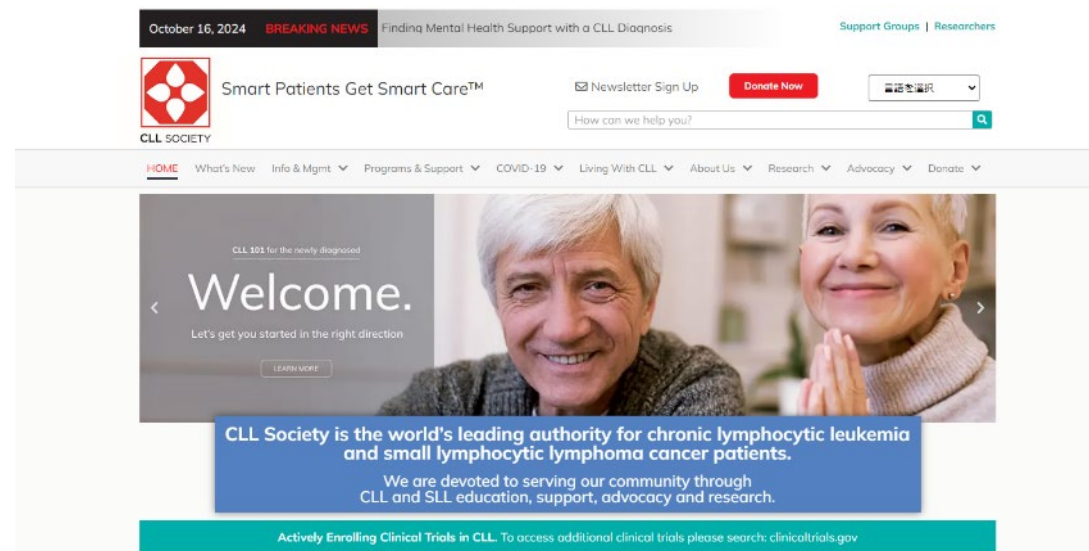 October 16, 2024 BREAKING NEWS Finding Mental Health Support with a CLL Diagnosis Support Groups | Researchers
Smart Patients Get Smart Care™ Newsletter Sign Up Donate Now 言語を選択
How can we help you?
CLL SOCIETY
HOME What's New Info & Mgmt Programs & Support COVID-19 Living With CLL About Us Research Advocacy Donate
CLL 101 for the newly diagnosed
Welcome.
Let's get you started in the right direction
LEARN MORE
CLL Society is the world's leading authority for chronic lymphocytic leukemia
and small lymphocytic lymphoma cancer patients.
We are devoted to serving our community through
CLL and SLL education, support, advocacy and research.
Actively Enrolling Clinical Trials in CLL. To access additional clinical trials please search: clinicaltrials.gov